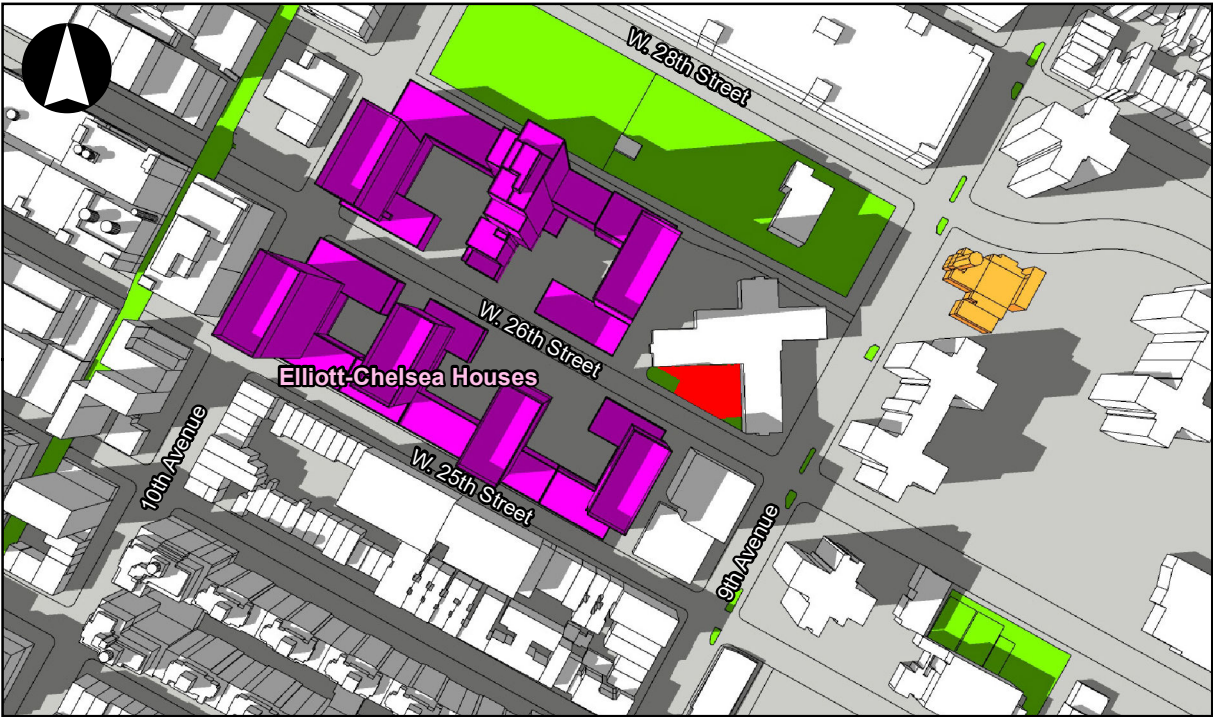 W. 28th Street
W. 26th Street
Elliott-Chelsea Houses
10th Avenue
W. 25th Street
9th Avenue